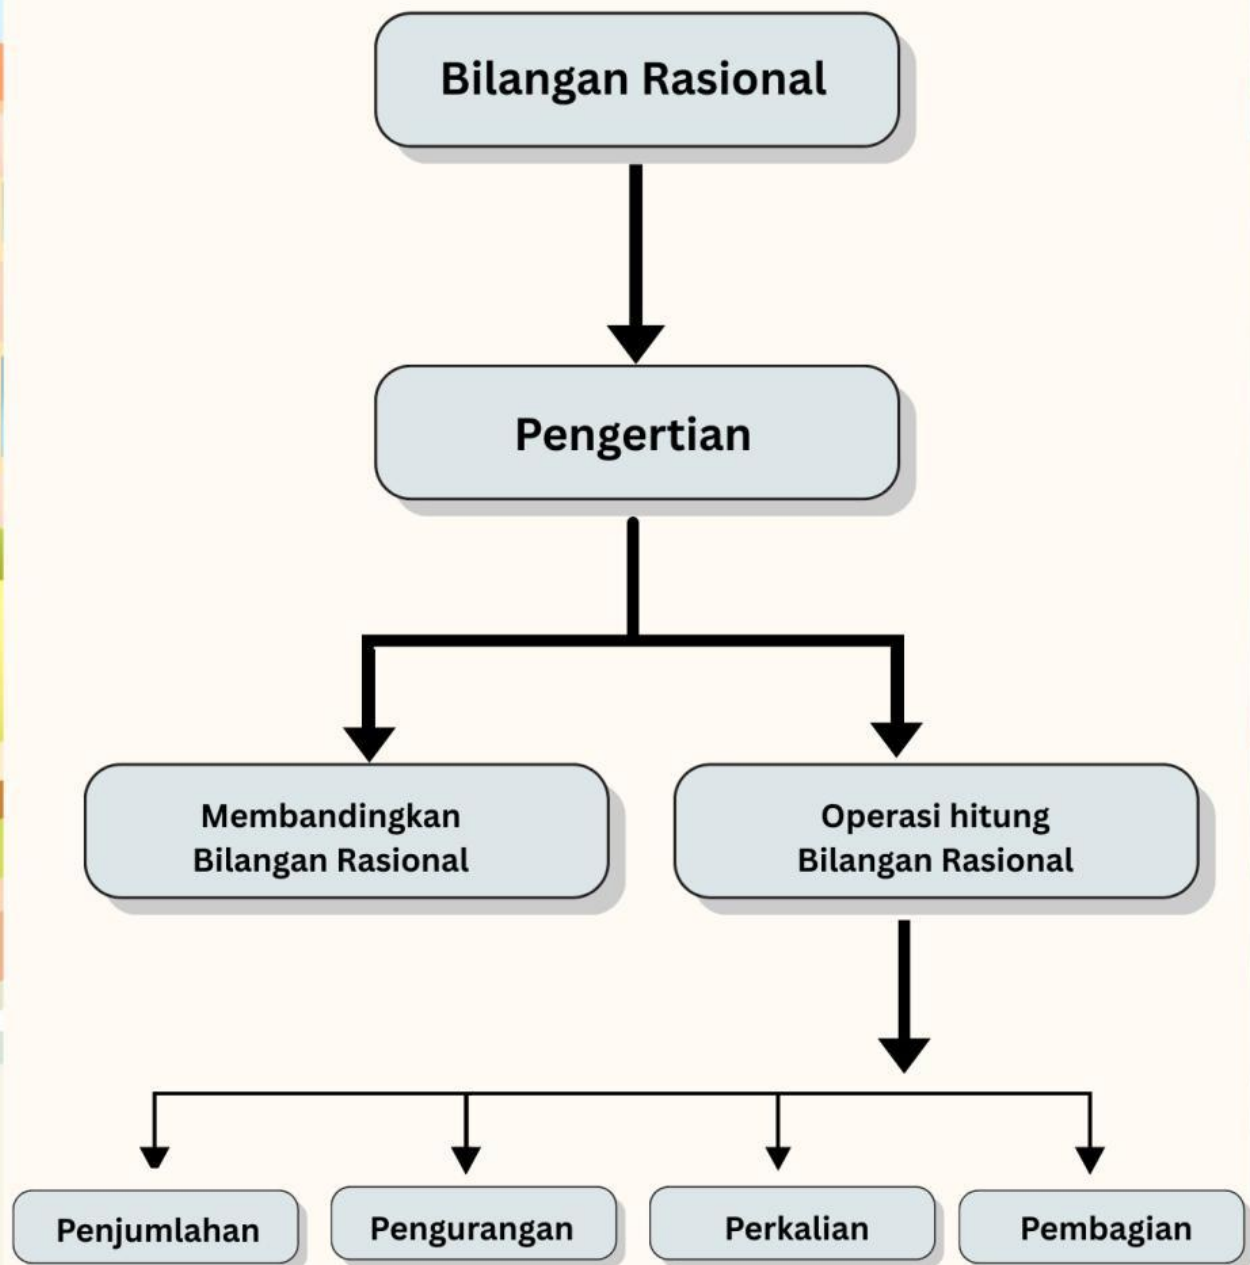 Bilangan Rasional
Pengertian
Membandingkan
Bilangan Rasional
Operasi hitung
Bilangan Rasional
Penjumlahan
Pengurangan
Perkalian
Pembagian